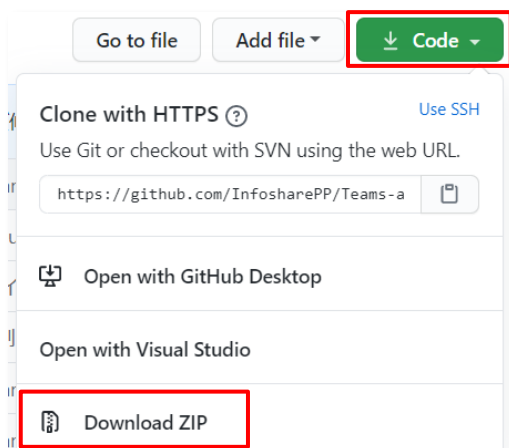 Go to file
Add file
Code
Clone with HTTPS
Use SSH
Use Git or checkout with SVN using the web URL.
https://github.com/InfosharePP/Teams-a
Open with GitHub Desktop
Open with Visual Studio
Download ZIP